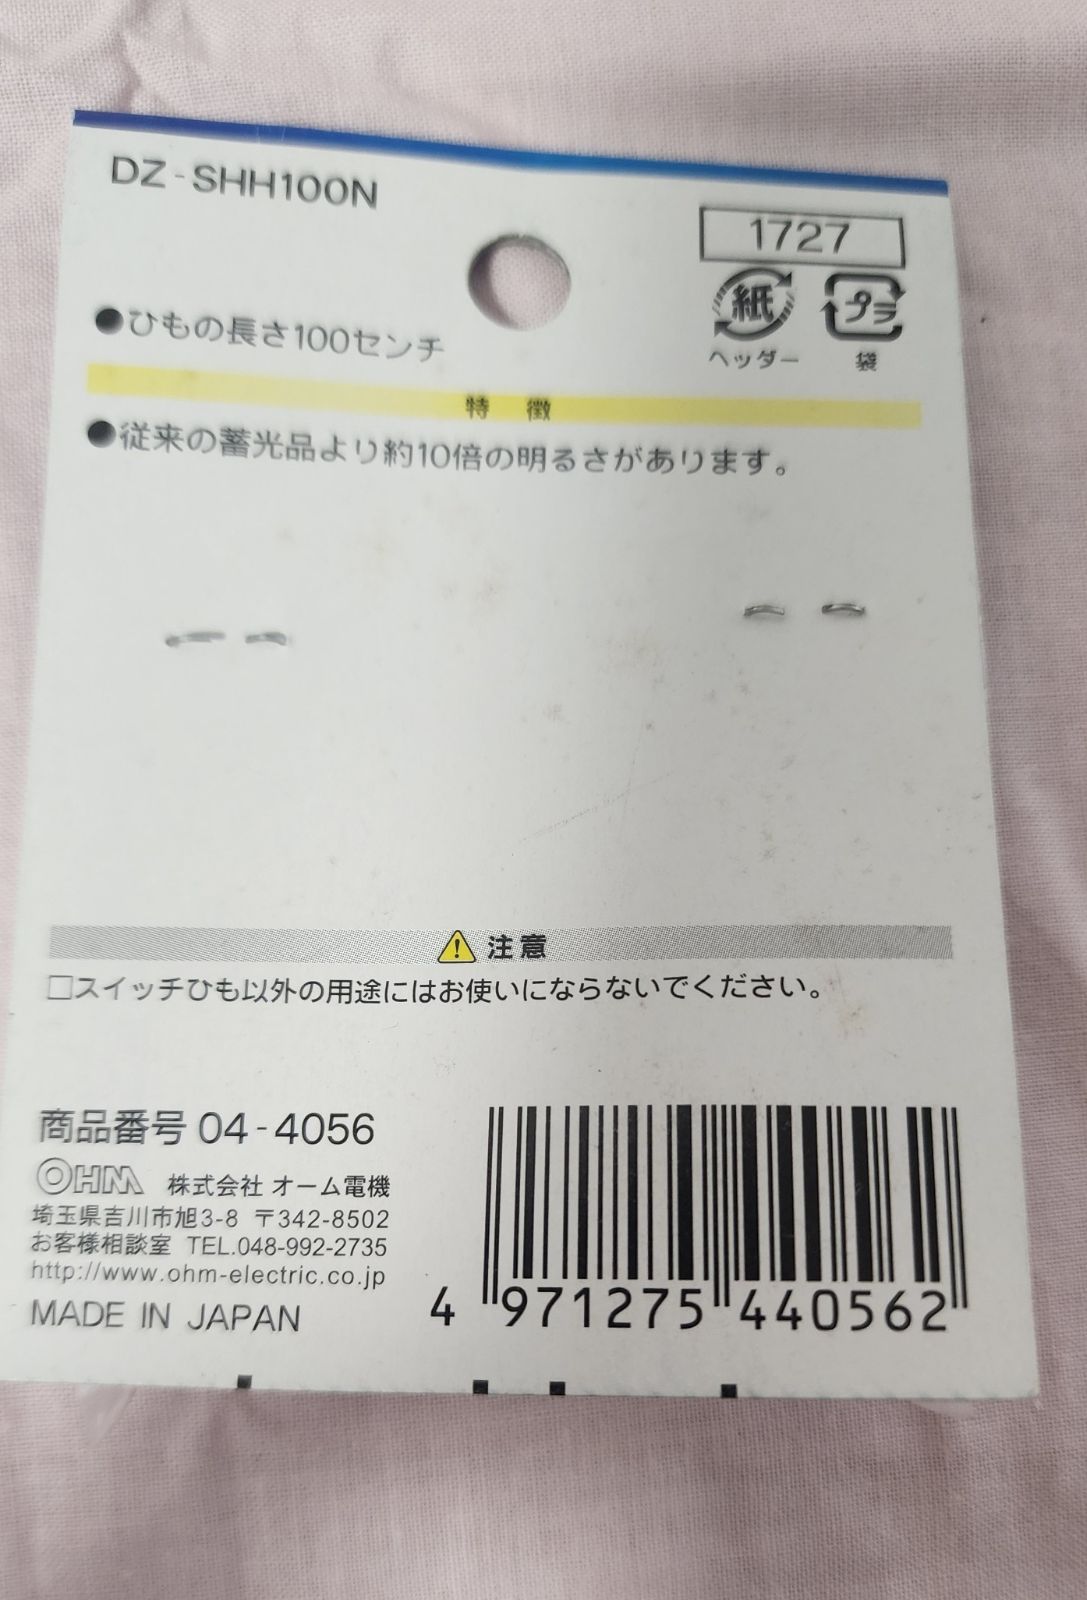 DZ-SHH100N
1727
紙 プラ
ヘッダー 袋
●ひもの長さ100センチ
特 徴
●従来の蓄光品より約10倍の明るさがあります。
注意
□スイッチひも以外の用途にはお使いにならないでください。
商品番号 04-4056
OHM 株式会社 オーム電機
埼玉県吉川市旭3-8 〒342-8502
お客様相談室 TEL.048-992-2735
http://www.ohm-electric.co.jp
MADE IN JAPAN
4 971275 440562